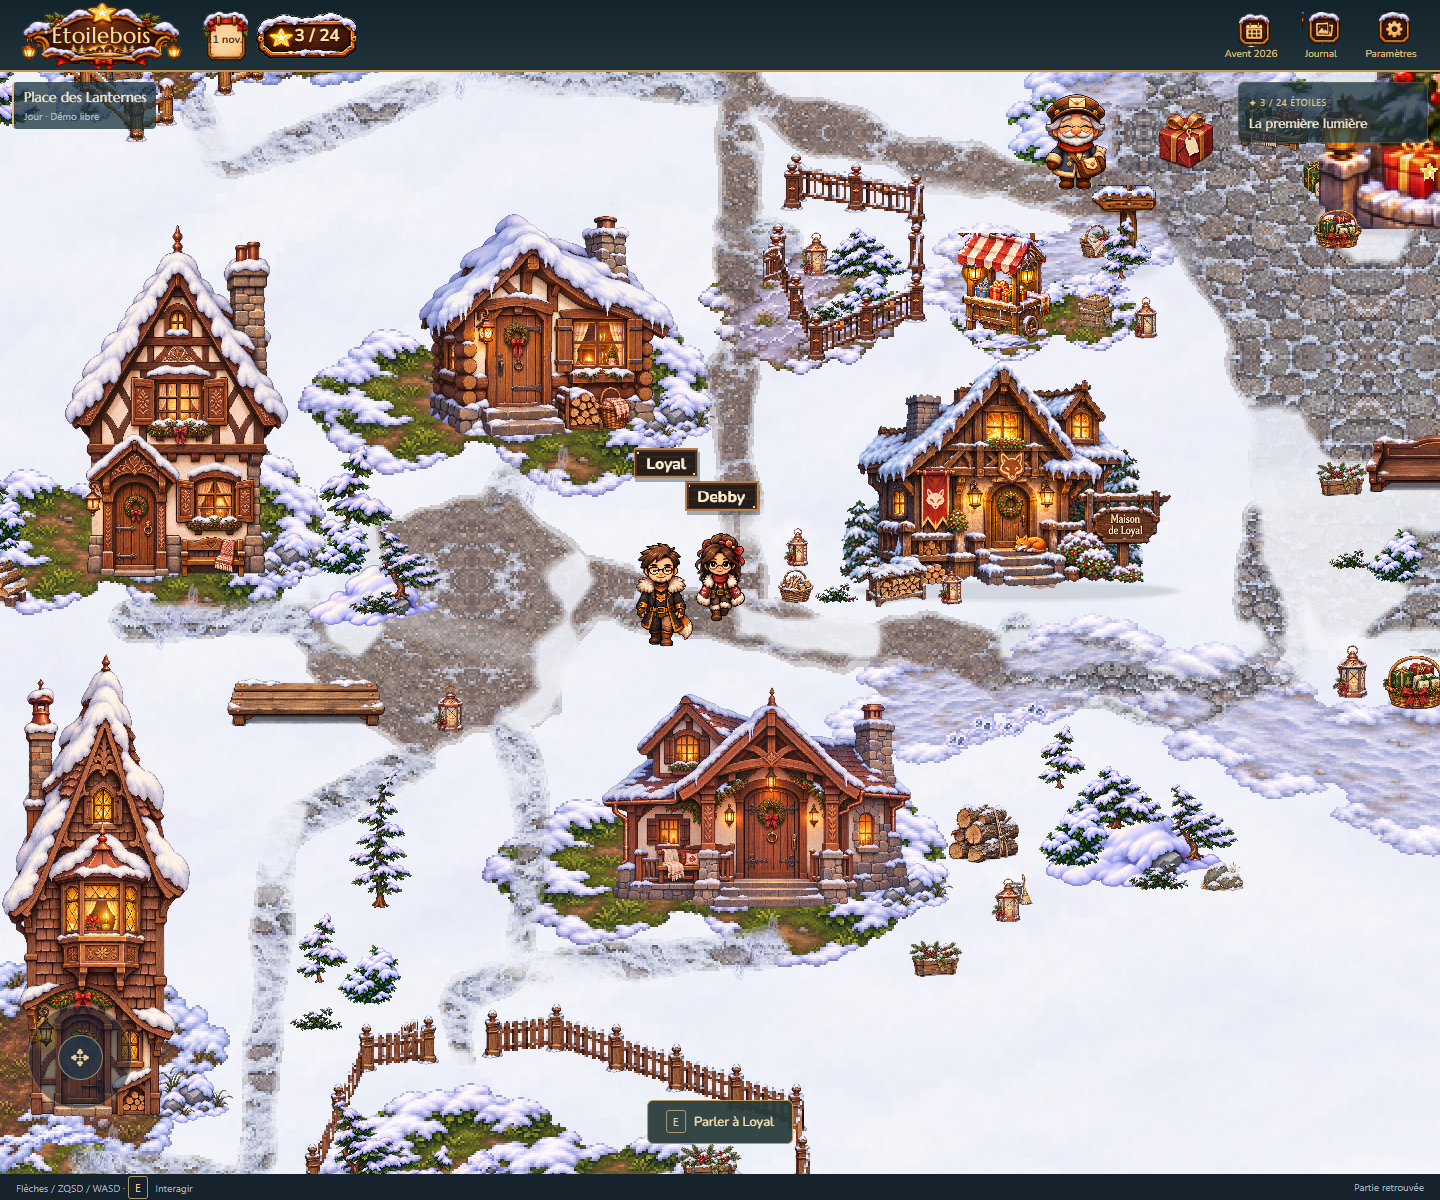 Etoilebois
1 nov.
3 / 24
Avent 2026
Journal
Paramètres
Place des Lanternes
Jour · Démo libre
✦ 3 / 24 ÉTOILES
La première lumière
Loyal
Debby
Maison
de Loyal
E Parler à Loyal
Flèches / ZQSD / WASD · E Interagir
Partie retrouvée